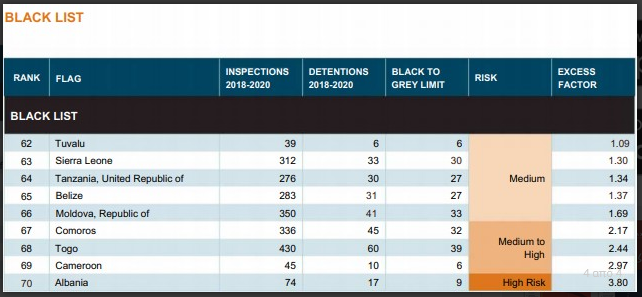 BLACK LIST
RANK FLAG INSPECTIONS 2018-2020 DETENTIONS 2018-2020 BLACK TO GREY LIMIT RISK EXCESS FACTOR
BLACK LIST
62 Tuvalu 39 6 6 1.09
63 Sierra Leone 312 33 30 1.30
64 Tanzania, United Republic of 276 30 27 Medium 1.34
65 Belize 283 31 27 1.37
66 Moldova, Republic of 350 41 33 1.69
67 Comoros 336 45 32 2.17
68 Togo 430 60 39 Medium to High 2.44
69 Cameroon 45 10 6 2.97
4 από 4
70 Albania 74 17 9 High Risk 3.80